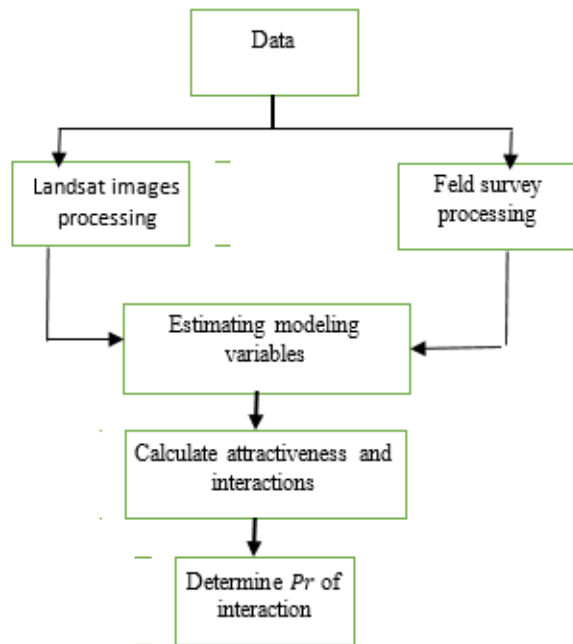 Data
Landsat images
processing
Feld survey
processing
Estimating modeling
variables
Calculate attractiveness and
interactions
Determine Pr of
interaction